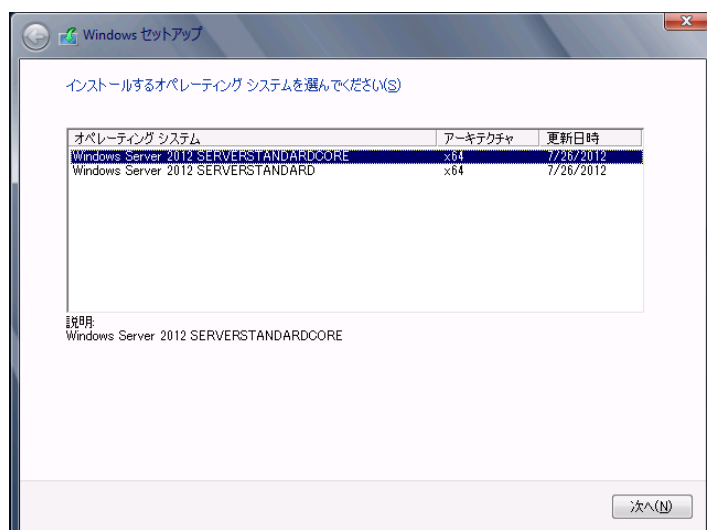 Windows セットアップ
インストールするオペレーティング システムを選んでください(S)
オペレーティング システム アーキテクチャ 更新日時
Windows Server 2012 SERVERSTANDARDCORE x64 7/26/2012
Windows Server 2012 SERVERSTANDARD x64 7/26/2012
説明:
Windows Server 2012 SERVERSTANDARDCORE
次へ(N)